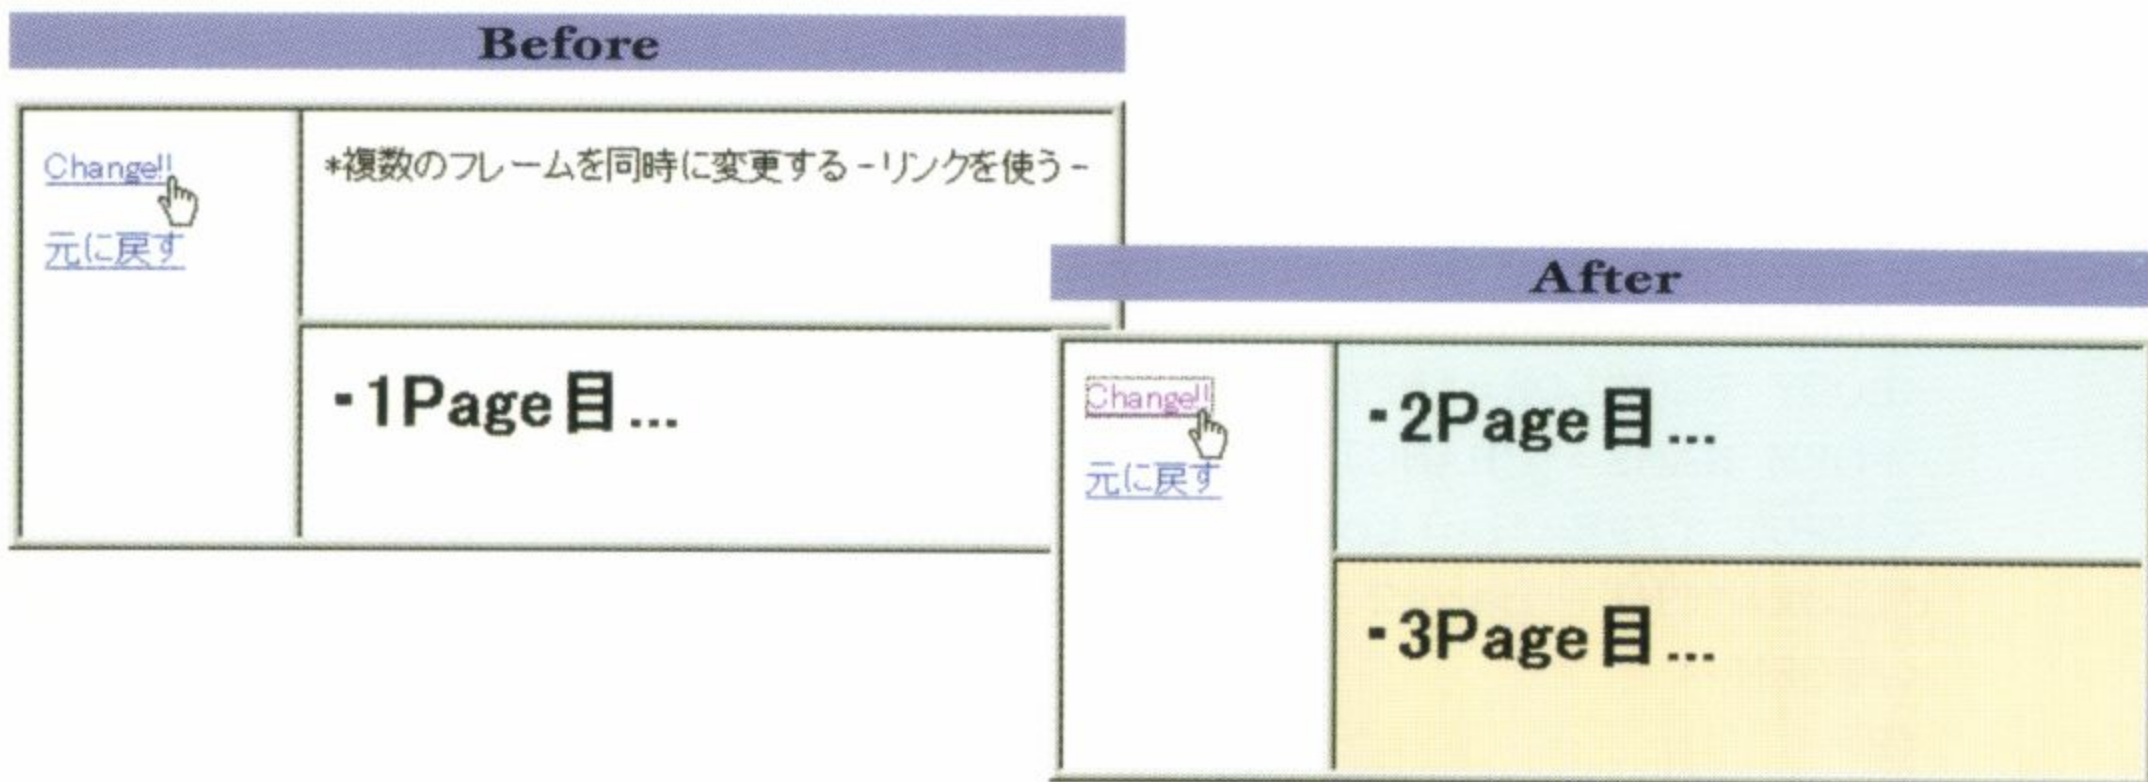 Before
Change!!
元に戻す
*複数のフレームを同時に変更する -リンクを使う-
-1Page目...
After
Change!!
元に戻す
-2Page目...
-3Page目...